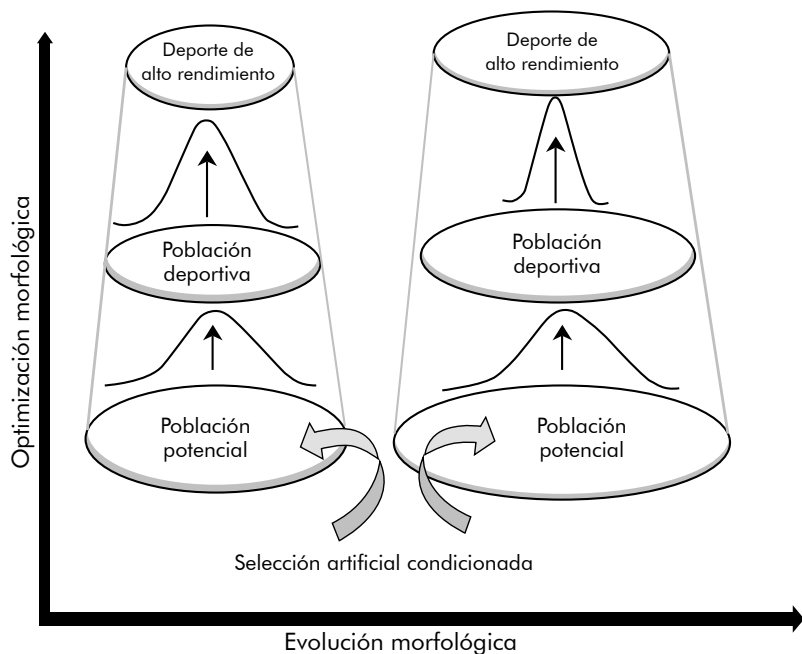 Deporte de
alto rendimiento
Población
deportiva
Población
potencial
Deporte de
alto rendimiento
Población
deportiva
Población
potencial
Selección artificial condicionada
Optimización morfológica
Evolución morfológica